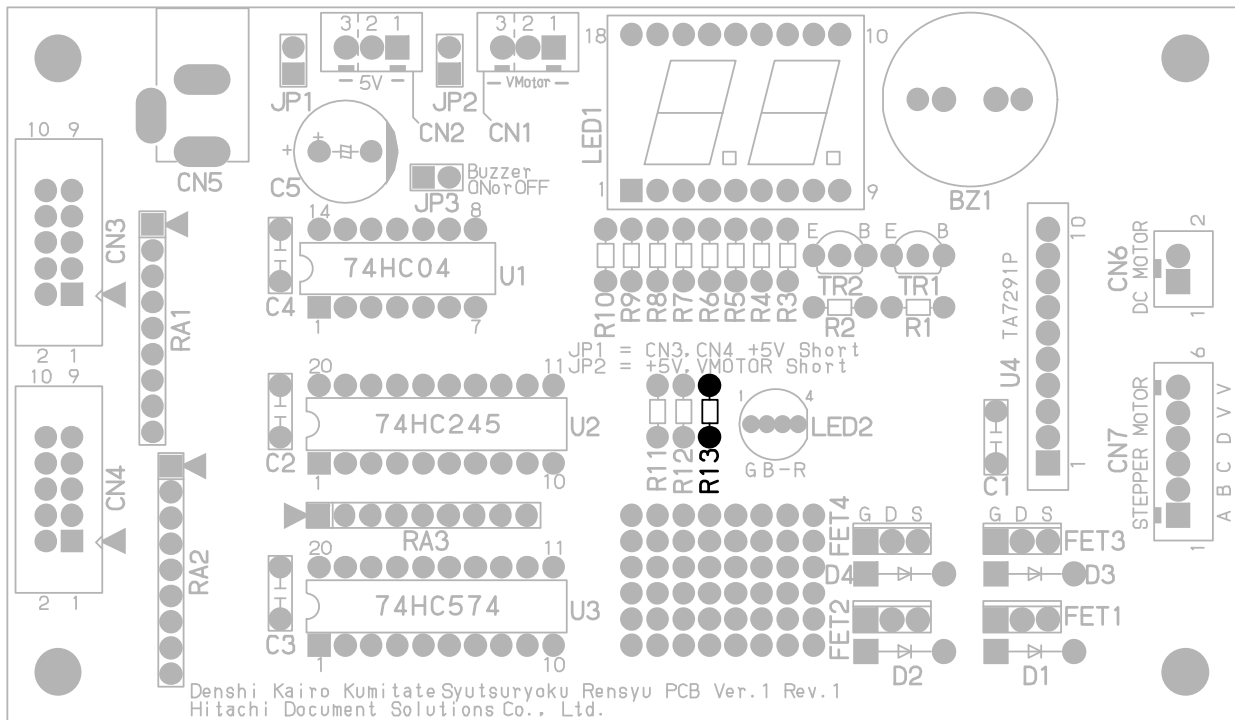 3 2 1
3 2 1
18
10
JP1
5V
JP2
VMotor
CN2
CN1
LED1
1
9
BZ1
10 9
CN5
C5
+
+
JP3
Buzzer
ONorOFF
CN3
2 1
RA1
14
8
74HC04
U1
C4
1
7
R10
R9
R8
R7
R6
R5
R4
R3
E B
TR2
R2
E B
TR1
R1
TA7291P
10
U4
1
CN6
DC MOTOR
2
1
JP1 = CN3, CN4 +5V Short
JP2 = +5V, VMOTOR Short
10 9
CN4
2 1
RA2
20
11
74HC245
U2
C2
1
10
R11
R12
R13
1
4
LED2
G B - R
C1
CN7
STEPPER MOTOR
6
1
A B C D V V
RA3
20
11
74HC574
U3
C3
1
10
FET4
G D S
D4
G D S
FET3
D3
FET2
D2
FET1
D1
Denshi Kairo Kumitate Syutsuryoku Rensyu PCB Ver.1 Rev.1
Hitachi Document Solutions Co., Ltd.